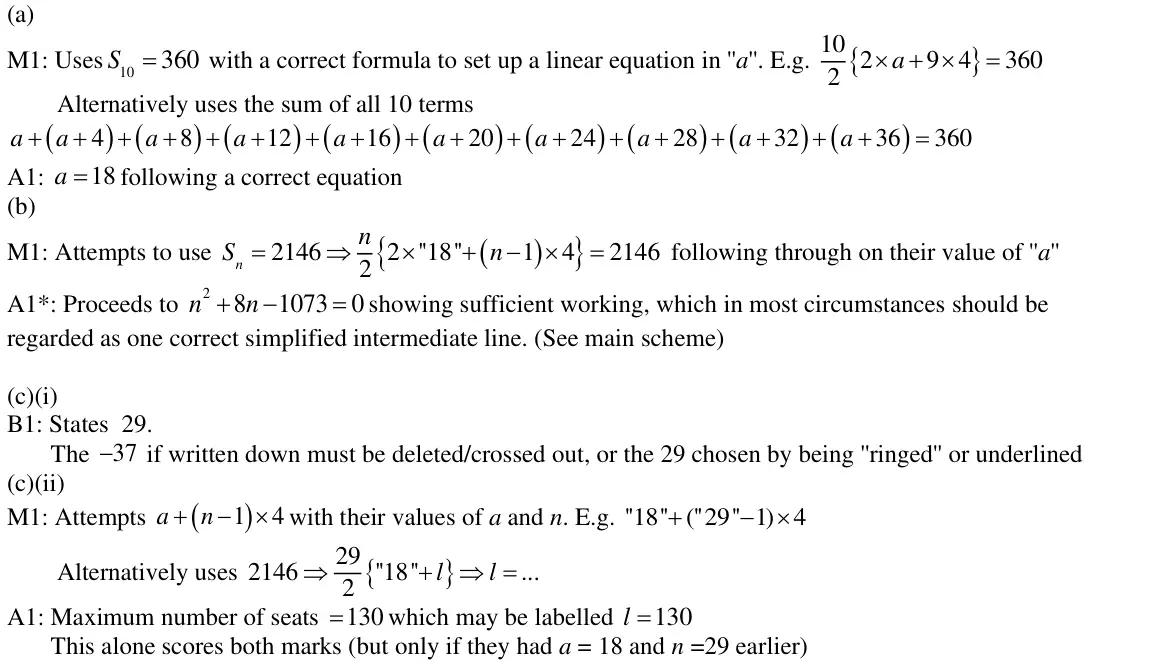 (a)
M1: Uses S₁₀ = 360 with a correct formula to set up a linear equation in "a". E.g. 10/2 {2×a+9×4} = 360
Alternatively uses the sum of all 10 terms
a+(a+4)+(a+8)+(a+12)+(a+16)+(a+20)+(a+24)+(a+28)+(a+32)+(a+36) = 360
A1: a = 18 following a correct equation
(b)
M1: Attempts to use Sₙ = 2146 ⇒ n/2 {2×"18"+(n−1)×4} = 2146 following through on their value of "a"
A1*: Proceeds to n² + 8n − 1073 = 0 showing sufficient working, which in most circumstances should be
regarded as one correct simplified intermediate line. (See main scheme)
(c)(i)
B1: States 29.
The −37 if written down must be deleted/crossed out, or the 29 chosen by being "ringed" or underlined
(c)(ii)
M1: Attempts a+(n−1)×4 with their values of a and n. E.g. "18"+("29"−1)×4
Alternatively uses 2146 ⇒ 29/2 {"18"+l} ⇒ l = ...
A1: Maximum number of seats =130 which may be labelled l = 130
This alone scores both marks (but only if they had a = 18 and n =29 earlier)